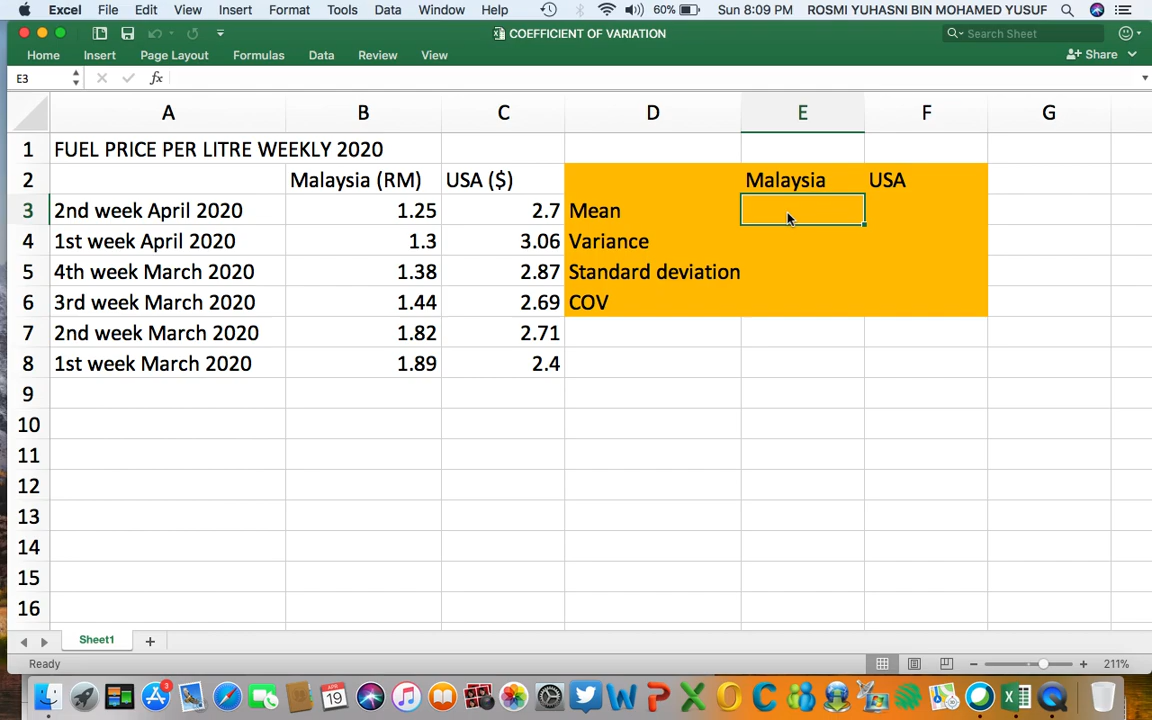 Excel File Edit View Insert Format Tools Data Window Help 60% Sun 8:09 PM ROSMI YUHASNI BIN MOHAMED YUSUF
COEFFICIENT OF VARIATION Search Sheet
Home Insert Page Layout Formulas Data Review View Share
E3 fx
A B C D E F G
1 FUEL PRICE PER LITRE WEEKLY 2020
2 Malaysia (RM) USA ($) Malaysia USA
3 2nd week April 2020 1.25 2.7 Mean
4 1st week April 2020 1.3 3.06 Variance
5 4th week March 2020 1.38 2.87 Standard deviation
6 3rd week March 2020 1.44 2.69 COV
7 2nd week March 2020 1.82 2.71
8 1st week March 2020 1.89 2.4
9
10
11
12
13
14
15
16
Sheet1
Ready 211%
3 APR 19 W P X O C